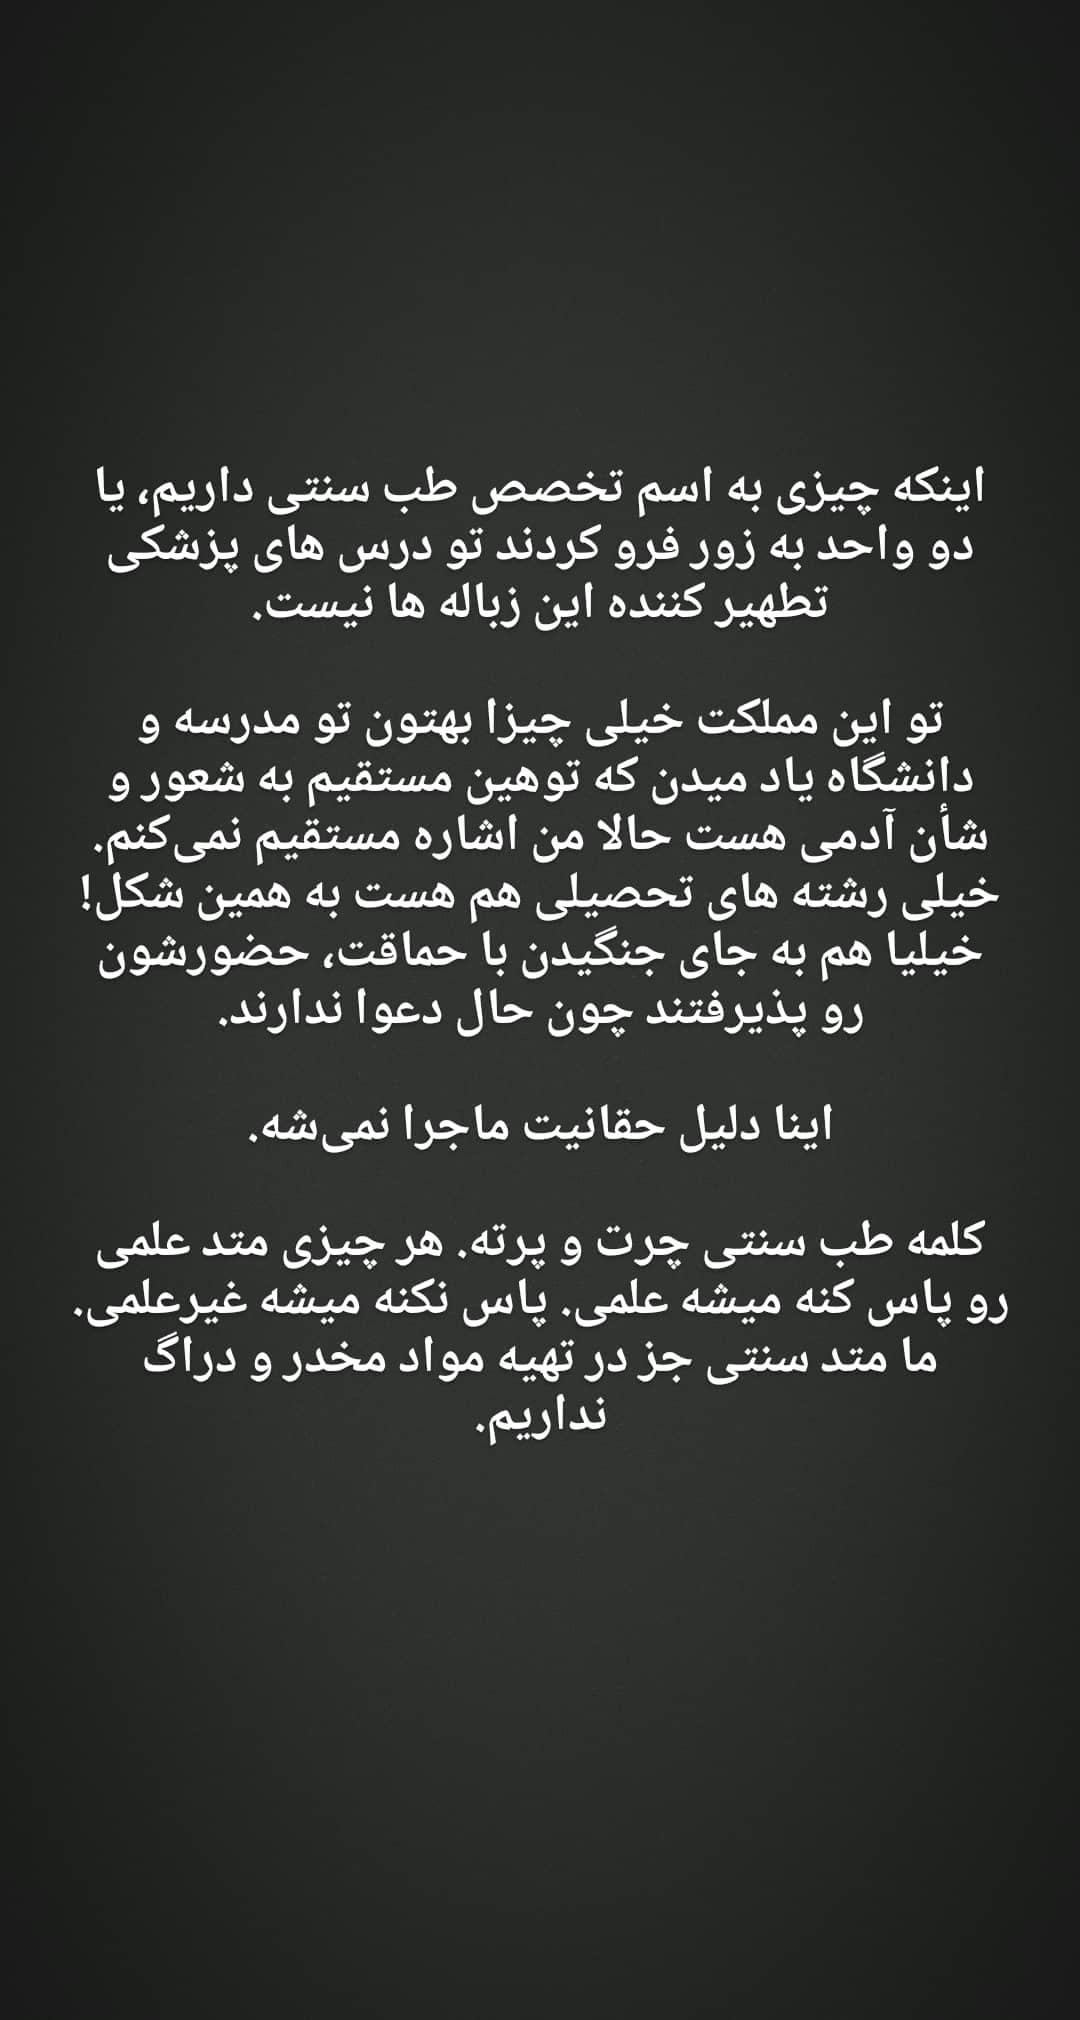 اینکه چیزی به اسم تخصص طب سنتی داریم، یا
دو واحد به زور فرو کردند تو درس های پزشکی
تطهیر کننده این زباله ها نیست.
تو این مملکت خیلی چیزا بهتون تو مدرسه و
دانشگاه یاد میدن که توهین مستقیم به شعور و
شأن آدمی هست حالا من اشاره مستقیم نمی‌کنم.
خیلی رشته های تحصیلی هم هست به همین شکل!
خیلیا هم به جای جنگیدن با حماقت، حضورشون
رو پذیرفتند چون حال دعوا ندارند.
اینا دلیل حقانیت ماجرا نمی‌شه.
کلمه طب سنتی چرت و پرته. هر چیزی متد علمی
رو پاس کنه میشه علمی. پاس نکنه میشه غیرعلمی.
ما متد سنتی جز در تهیه مواد مخدر و دراگ
نداریم.